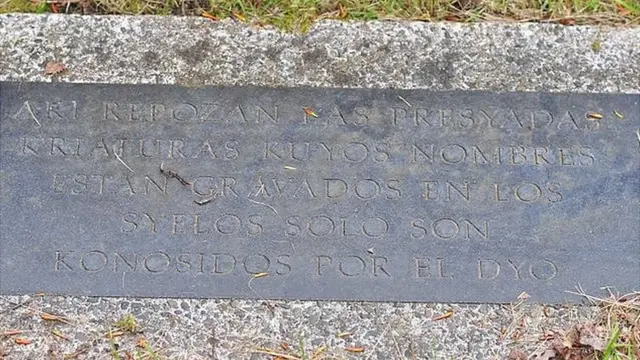 AKI REPOZAN LAS PRESYADAS
KRIATURAS KUYOS NOMBRES
ESTAN GRAVADOS EN LOS
SYELOS SOLO SON
KONOSIDOS POR EL DYO